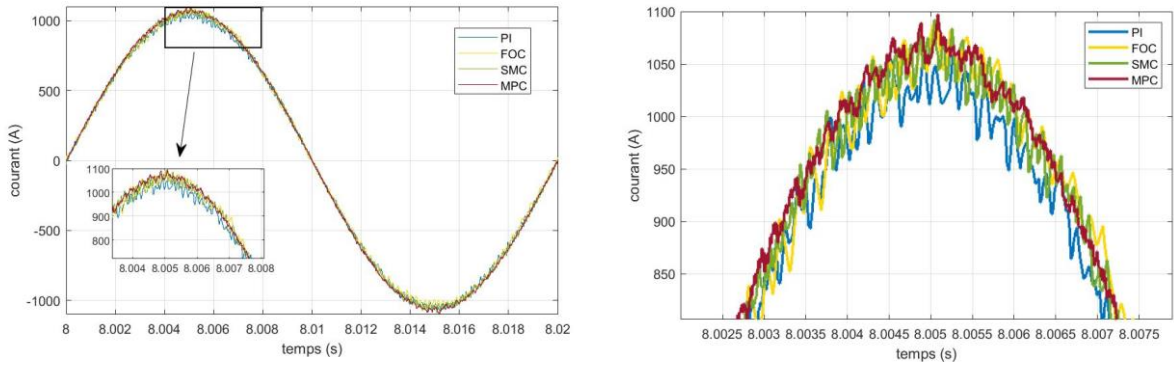 1000
500
0
-500
-1000
courant (A)
PI
FOC
SMC
MPC
1100
1000
900
800
8.004 8.005 8.006 8.007 8.008
8 8.002 8.004 8.006 8.008 8.01 8.012 8.014 8.016 8.018 8.02
temps (s)
1100
1050
1000
950
900
850
courant (A)
PI
FOC
SMC
MPC
8.0025 8.003 8.0035 8.004 8.0045 8.005 8.0055 8.006 8.0065 8.007 8.0075
temps (s)